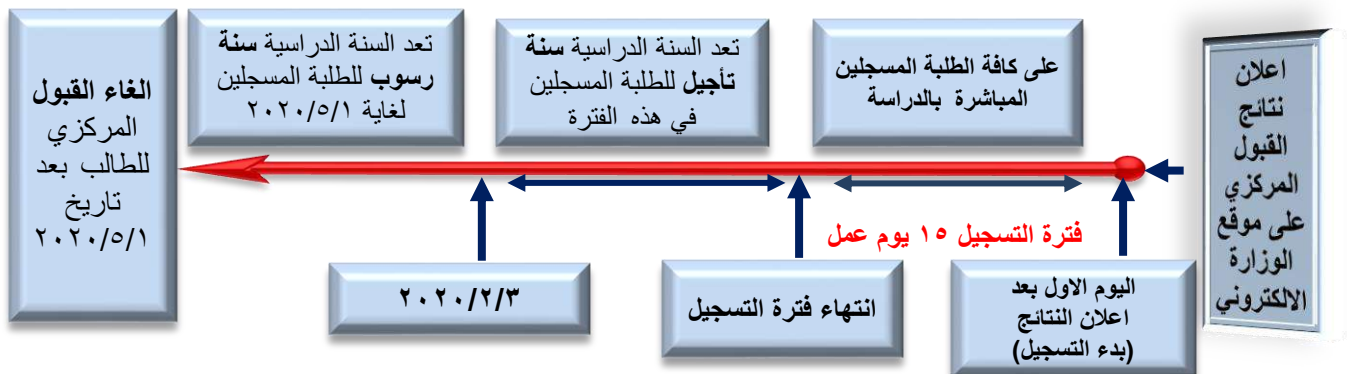 اعلان
نتائج
القبول
المركزي
على موقع
الوزارة
الالكتروني
على كافة الطلبة المسجلين
المباشرة بالدراسة
تعد السنة الدراسية سنة
تأجيل للطلبة المسجلين
في هذه الفترة
تعد السنة الدراسية سنة
رسوب للطلبة المسجلين
لغاية ٢٠٢٠/٥/١
الغاء القبول
المركزي
للطالب بعد
تاريخ
٢٠٢٠/٥/١
فترة التسجيل ١٥ يوم عمل
اليوم الاول بعد
اعلان النتائج
(بدء التسجيل)
انتهاء فترة التسجيل
٢٠٢٠/٢/٣